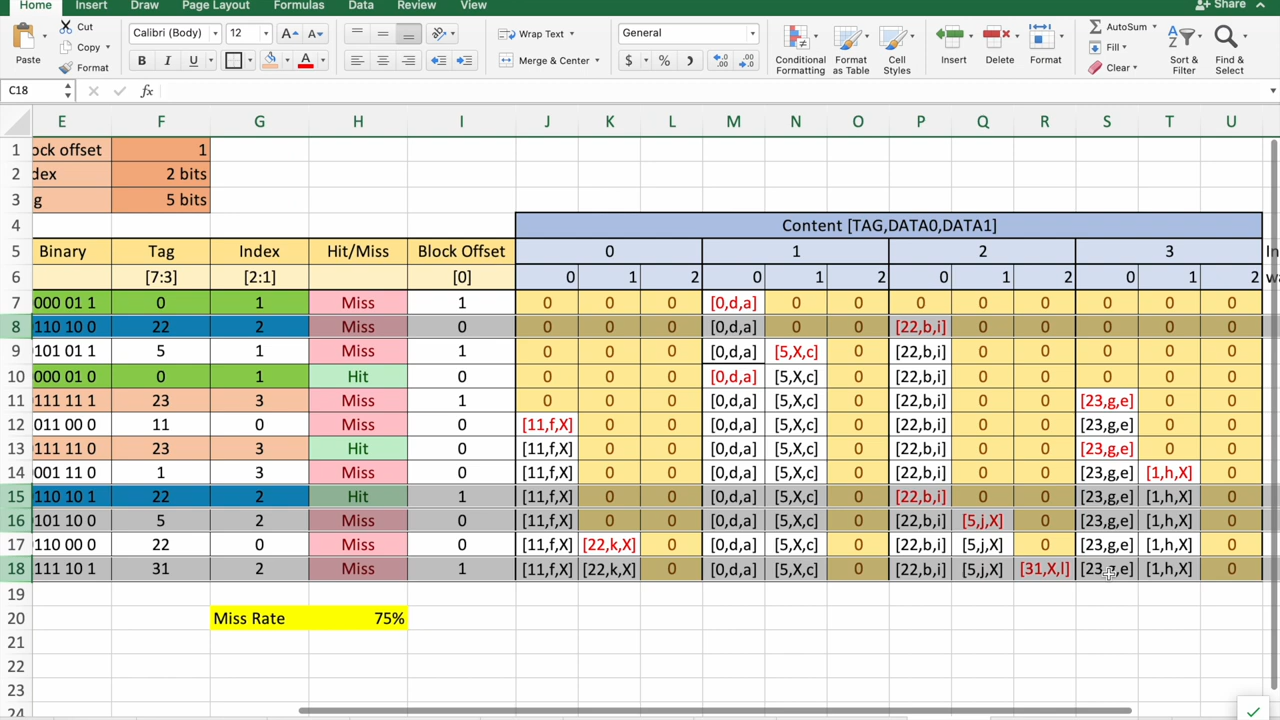 Home Insert Draw Page Layout Formulas Data Review View Share
Paste Cut Copy Format Calibri (Body) 12 A A Wrap Text General Conditional Formatting Format as Table Cell Styles Insert Delete Format AutoSum Fill Clear Sort & Filter Find & Select
B I U A Merge & Center $ %
C18 fx
E F G H I J K L M N O P Q R S T U
1 ock offset 1
2 dex 2 bits
3 g 5 bits
4 Content [TAG,DATA0,DATA1]
5 Binary Tag Index Hit/Miss Block Offset 0 1 2 3 In
6 [7:3] [2:1] [0] 0 1 2 0 1 2 0 1 2 0 1 2 wa
7 000 01 1 0 1 Miss 1 0 0 0 [0,d,a] 0 0 0 0 0 0 0 0
8 110 10 0 22 2 Miss 0 0 0 0 [0,d,a] 0 0 [22,b,i] 0 0 0 0 0
9 101 01 1 5 1 Miss 1 0 0 0 [0,d,a] [5,X,c] 0 [22,b,i] 0 0 0 0 0
10 000 01 0 0 1 Hit 0 0 0 0 [0,d,a] [5,X,c] 0 [22,b,i] 0 0 0 0 0
11 111 11 1 23 3 Miss 1 0 0 0 [0,d,a] [5,X,c] 0 [22,b,i] 0 0 [23,g,e] 0 0
12 011 00 0 11 0 Miss 0 [11,f,X] 0 0 [0,d,a] [5,X,c] 0 [22,b,i] 0 0 [23,g,e] 0 0
13 111 11 0 23 3 Hit 0 [11,f,X] 0 0 [0,d,a] [5,X,c] 0 [22,b,i] 0 0 [23,g,e] 0 0
14 001 11 0 1 3 Miss 0 [11,f,X] 0 0 [0,d,a] [5,X,c] 0 [22,b,i] 0 0 [23,g,e] [1,h,X] 0
15 110 10 1 22 2 Hit 1 [11,f,X] 0 0 [0,d,a] [5,X,c] 0 [22,b,i] 0 0 [23,g,e] [1,h,X] 0
16 101 10 0 5 2 Miss 0 [11,f,X] 0 0 [0,d,a] [5,X,c] 0 [22,b,i] [5,j,X] 0 [23,g,e] [1,h,X] 0
17 110 00 0 22 0 Miss 0 [11,f,X] [22,k,X] 0 [0,d,a] [5,X,c] 0 [22,b,i] [5,j,X] 0 [23,g,e] [1,h,X] 0
18 111 10 1 31 2 Miss 1 [11,f,X] [22,k,X] 0 [0,d,a] [5,X,c] 0 [22,b,i] [5,j,X] [31,X,l] [23,g,e] [1,h,X] 0
19
20 Miss Rate 75%
21
22
23
24